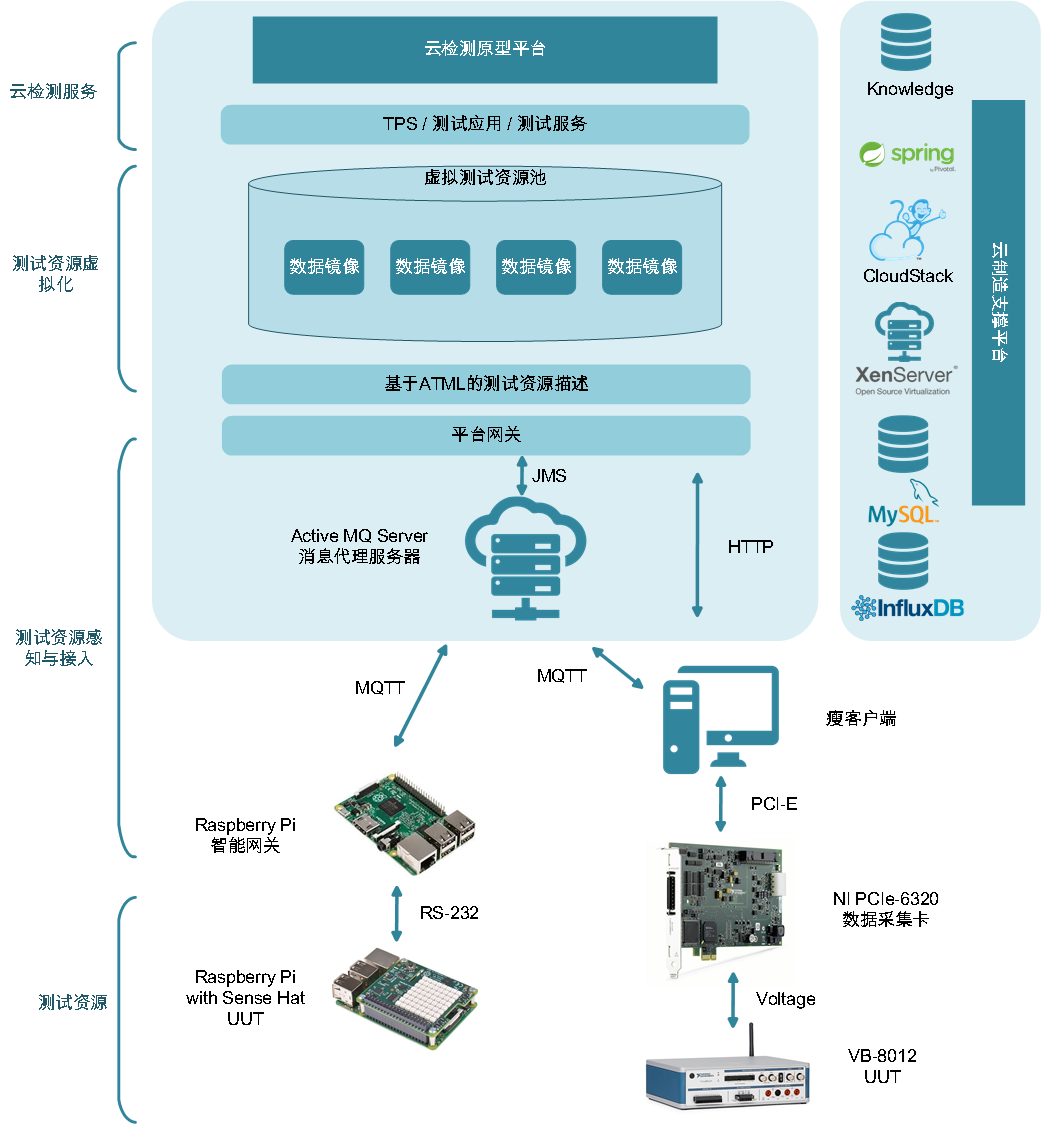 云检测服务
云检测原型平台
TPS / 测试应用 / 测试服务
测试资源虚
拟化
虚拟测试资源池
数据镜像
数据镜像
数据镜像
数据镜像
基于ATML的测试资源描述
测试资源感
知与接入
平台网关
JMS
Active MQ Server
消息代理服务器
HTTP
MQTT
MQTT
瘦客户端
PCI-E
Raspberry Pi
智能网关
NI PCIe-6320
数据采集卡
RS-232
测试资源
Raspberry Pi
with Sense Hat
UUT
Voltage
VB-8012
UUT
Knowledge
spring
by Pivotal.
CloudStack
XenServer®
Open Source Virtualization
MySQL™
InfluxDB
云制造支撑平台